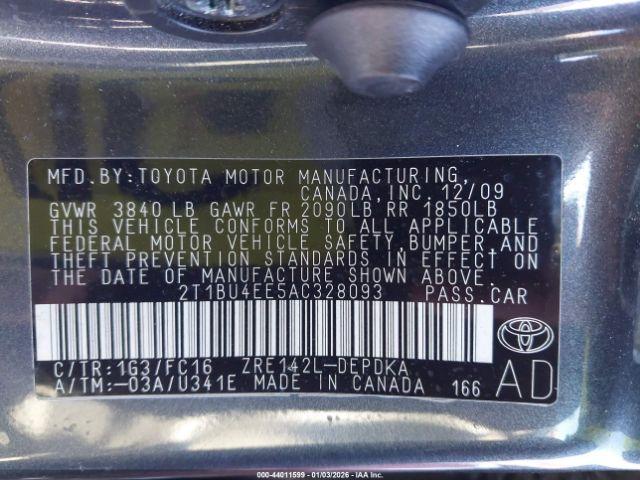 MFD.BY:TOYOTA MOTOR MANUFACTURING,
CANADA,INC. 12/09
GVWR 3840 LB GAWR FR 2090LB RR 1850LB
THIS VEHICLE CONFORMS TO ALL APPLICABLE
FEDERAL MOTOR VEHICLE SAFETY,BUMPER,AND
THEFT PREVENTION STANDARDS IN EFFECT ON
THE DATE OF MANUFACTURE SHOWN ABOVE.
2T1BU4EE5AC328093 PASS.CAR
C/TR:1G3/FC16 ZRE142L-DEPDKA
A/TM:-03A/U341E MADE IN CANADA 166 AD
000-44011599 - 01/03/2026 - IAAI.CA